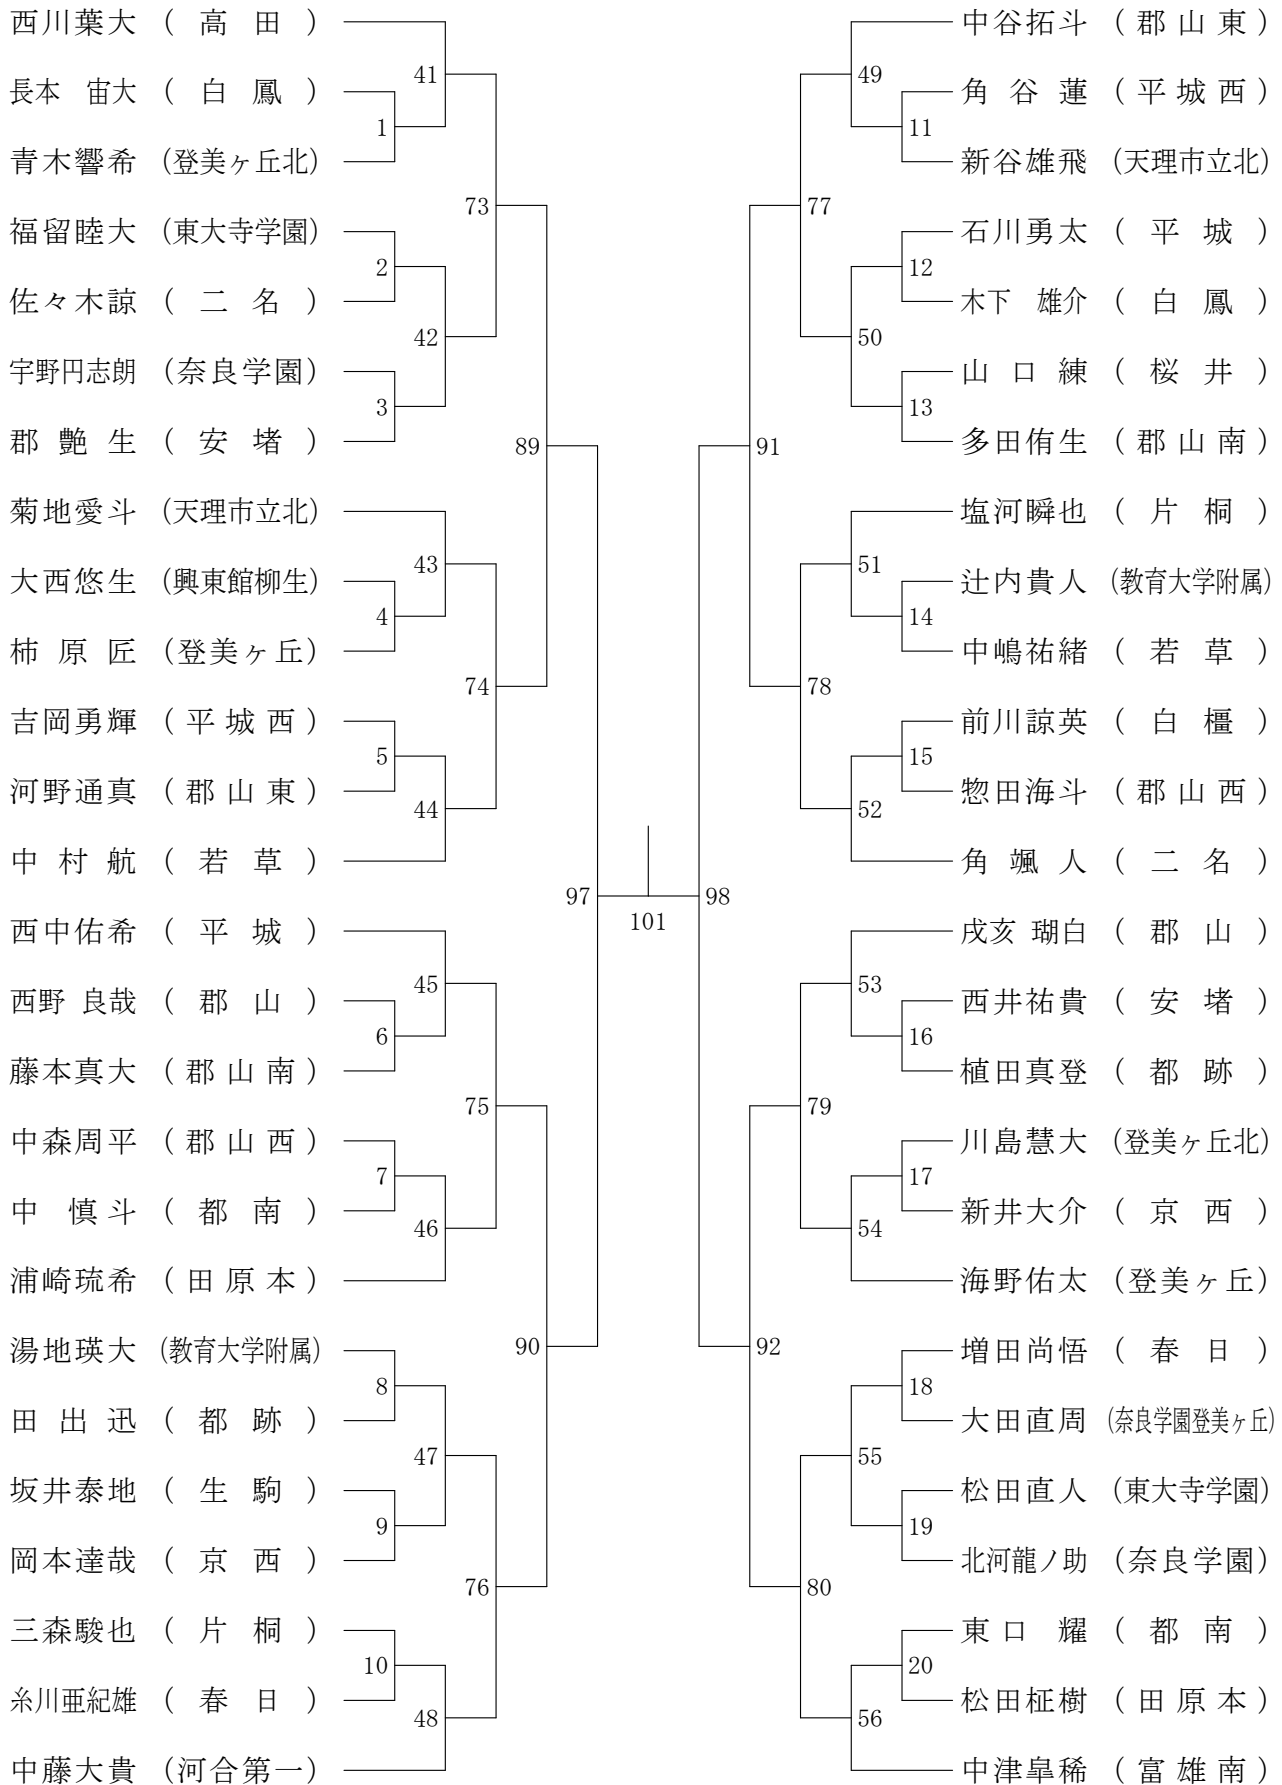 西川葉大 (高田)
41
長本 宙大 (白鳳)
1
青木響希 (登美ヶ丘北)
73
福留睦大 (東大寺学園)
2
佐々木諒 (二名)
42
宇野円志朗 (奈良学園)
3
郡艶生 (安堵)
89
菊地愛斗 (天理市立北)
43
大西悠生 (興東館柳生)
4
柿原匠 (登美ヶ丘)
74
吉岡勇輝 (平城西)
5
河野通真 (郡山東)
44
中村航 (若草)
97
西中佑希 (平城)
45
西野 良哉 (郡山)
6
藤本真大 (郡山南)
75
中森周平 (郡山西)
7
中 慎斗 (都南)
46
浦崎琉希 (田原本)
90
湯地瑛大 (教育大学附属)
8
田出迅 (都跡)
47
坂井泰地 (生駒)
9
岡本達哉 (京西)
76
三森駿也 (片桐)
10
糸川亜紀雄 (春日)
48
中藤大貴 (河合第一)
101
中谷拓斗 (郡山東)
49
角谷蓮 (平城西)
11
新谷雄飛 (天理市立北)
77
石川勇太 (平城)
12
木下 雄介 (白鳳)
50
山口練 (桜井)
13
多田侑生 (郡山南)
91
塩河瞬也 (片桐)
51
辻内貴人 (教育大学附属)
14
中嶋祐緒 (若草)
78
前川諒英 (白橿)
15
惣田海斗 (郡山西)
52
角颯人 (二名)
98
戌亥 瑚白 (郡山)
53
西井祐貴 (安堵)
16
植田真登 (都跡)
79
川島慧大 (登美ヶ丘北)
17
新井大介 (京西)
54
海野佑太 (登美ヶ丘)
92
増田尚悟 (春日)
18
大田直周 (奈良学園登美ヶ丘)
55
松田直人 (東大寺学園)
19
北河龍ノ助 (奈良学園)
80
東口 耀 (都南)
20
松田柾樹 (田原本)
56
中津皐稀 (富雄南)